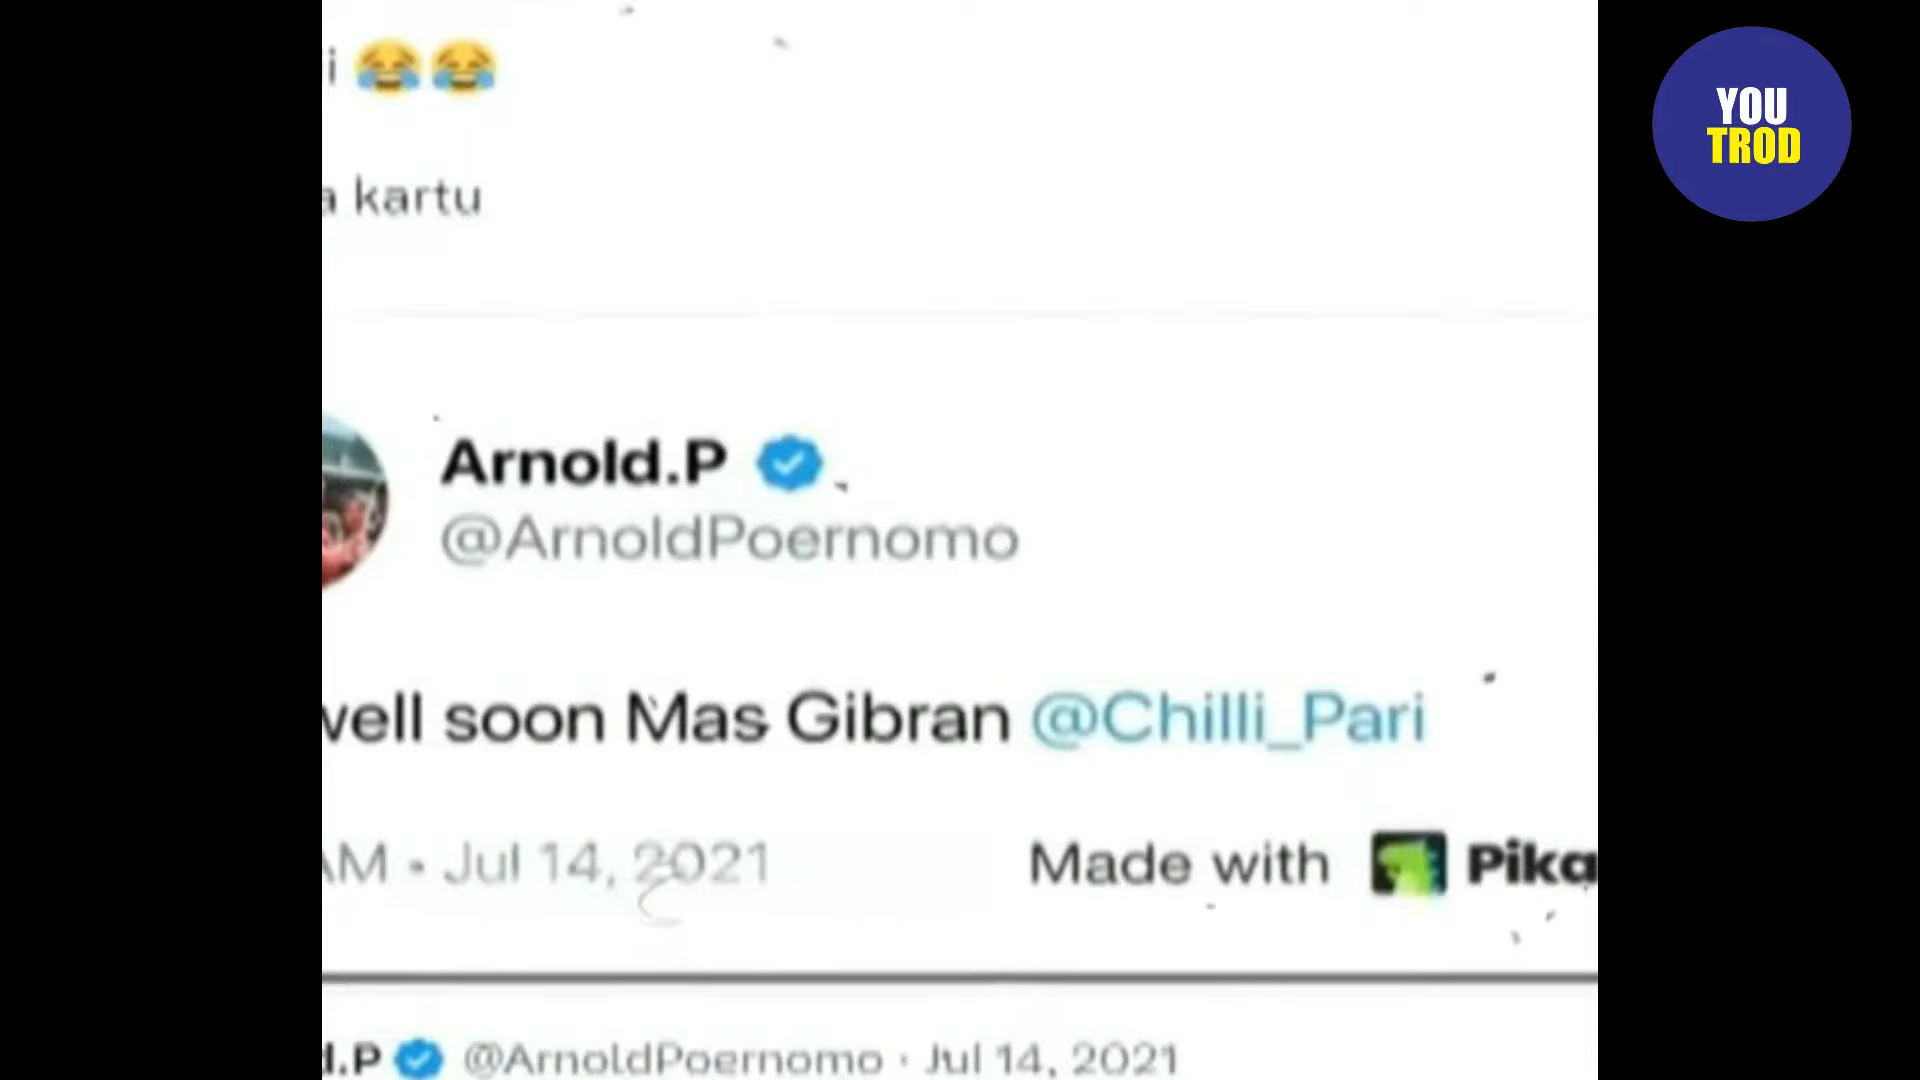 YOU
TROD
i 😂😂
a kartu
Arnold.P
@ArnoldPoernomo
well soon Mas Gibran @Chilli_Pari
AM • Jul 14, 2021
Made with Pika
d.P @ArnoldPoernomo · Jul 14, 2021